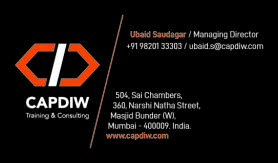 Ubaid Saudagar / Managing Director
+91 98201 33303 / ubaid.s@capdiw.com
CAPDIW
Training & Consulting
504, Sai Chambers,
360, Narshi Natha Street,
Masjid Bunder (W),
Mumbai - 400009. India.
www.capdiw.com